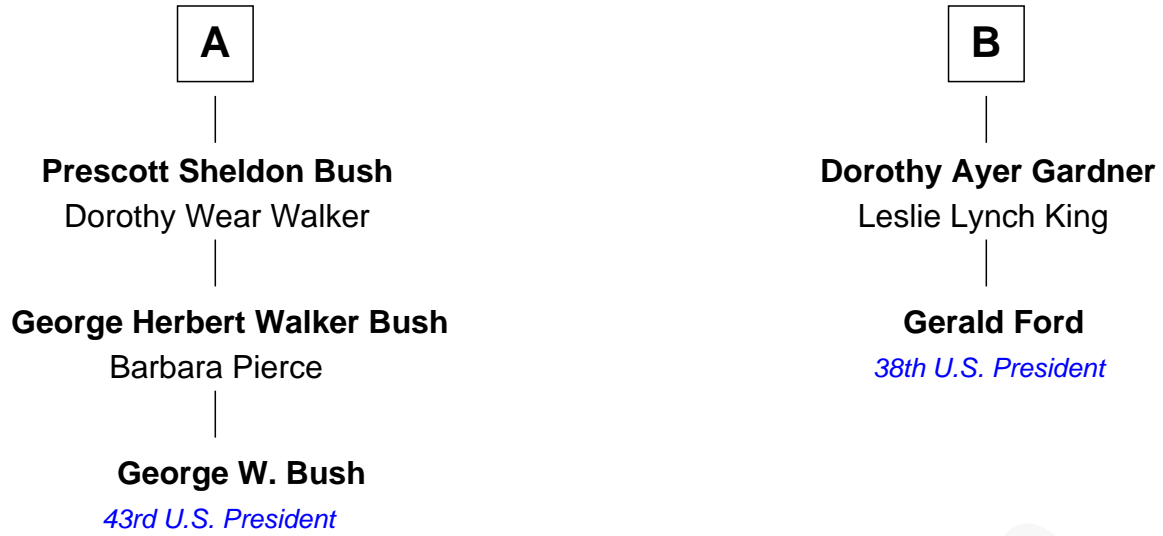 A
Prescott Sheldon Bush
Dorothy Wear Walker
George Herbert Walker Bush
Barbara Pierce
George W. Bush
43rd U.S. President
B
Dorothy Ayer Gardner
Leslie Lynch King
Gerald Ford
38th U.S. President